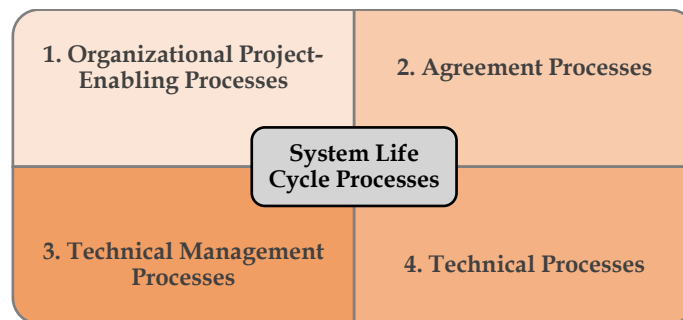 1. Organizational Project-
Enabling Processes
2. Agreement Processes
System Life
Cycle Processes
3. Technical Management
Processes
4. Technical Processes